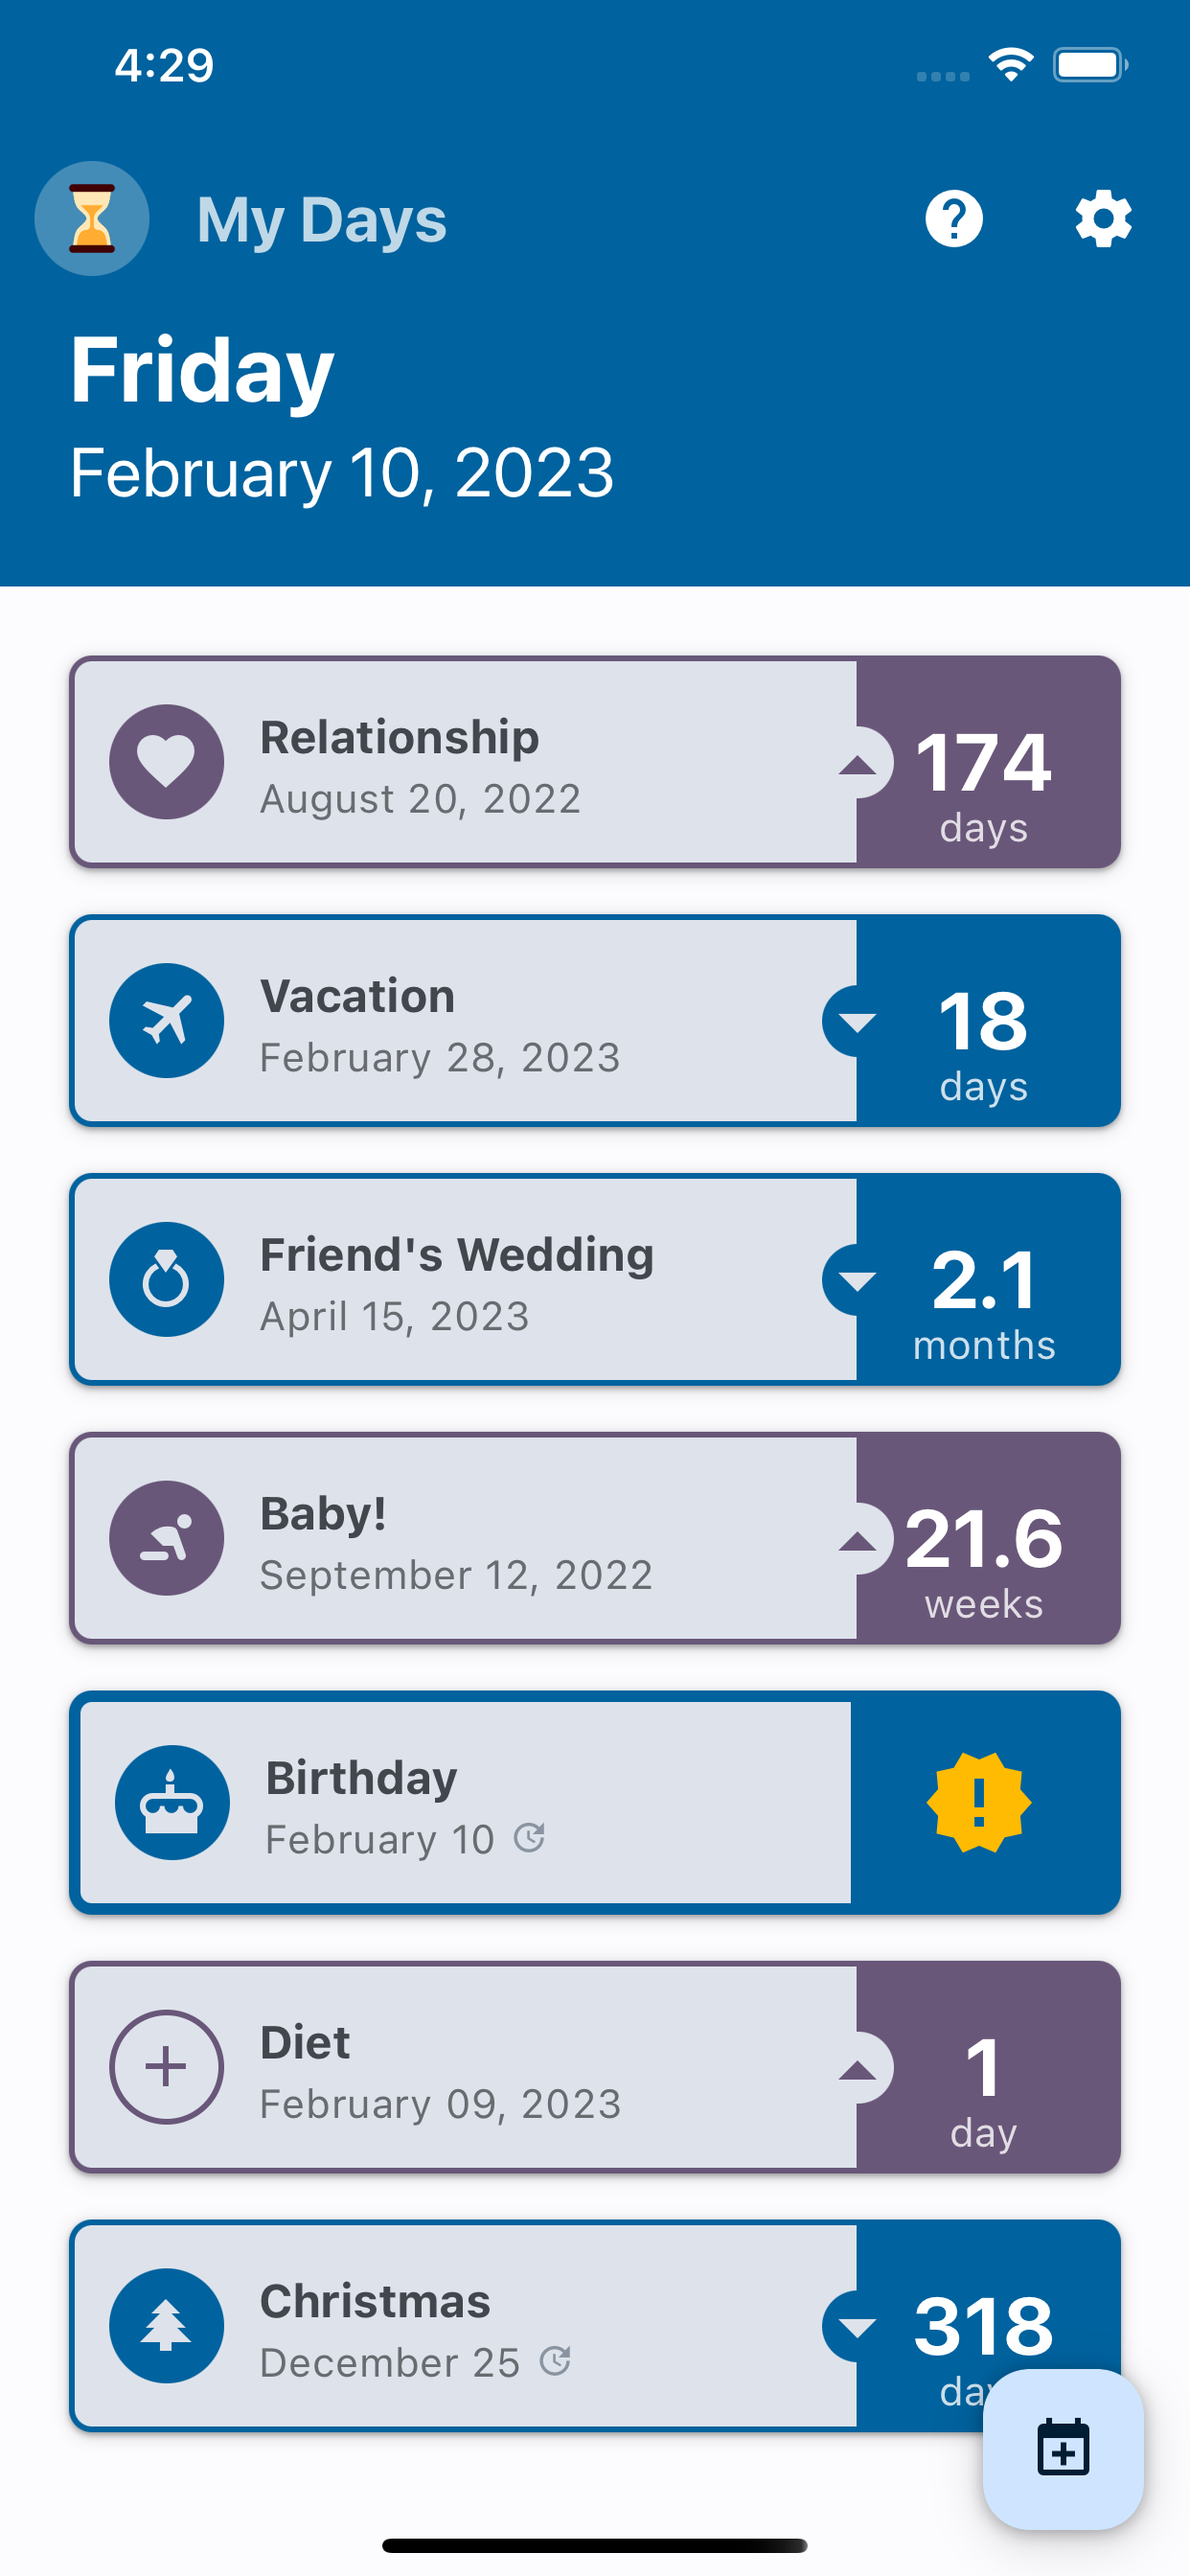 4:29
My Days
Friday
February 10, 2023
Relationship
August 20, 2022
174
days
Vacation
February 28, 2023
18
days
Friend's Wedding
April 15, 2023
2.1
months
Baby!
September 12, 2022
21.6
weeks
Birthday
February 10
Diet
February 09, 2023
1
day
Christmas
December 25
318